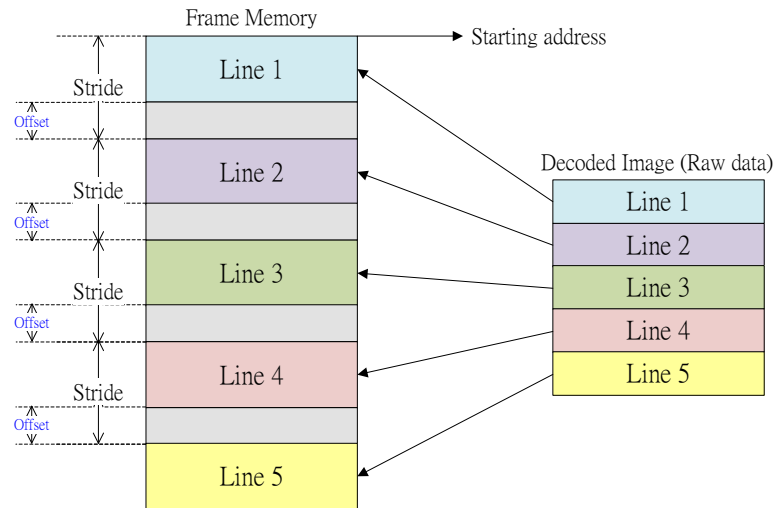 Frame Memory
Starting address
Line 1
Stride
Offset
Line 2
Stride
Offset
Line 3
Stride
Offset
Line 4
Stride
Offset
Line 5
Decoded Image (Raw data)
Line 1
Line 2
Line 3
Line 4
Line 5